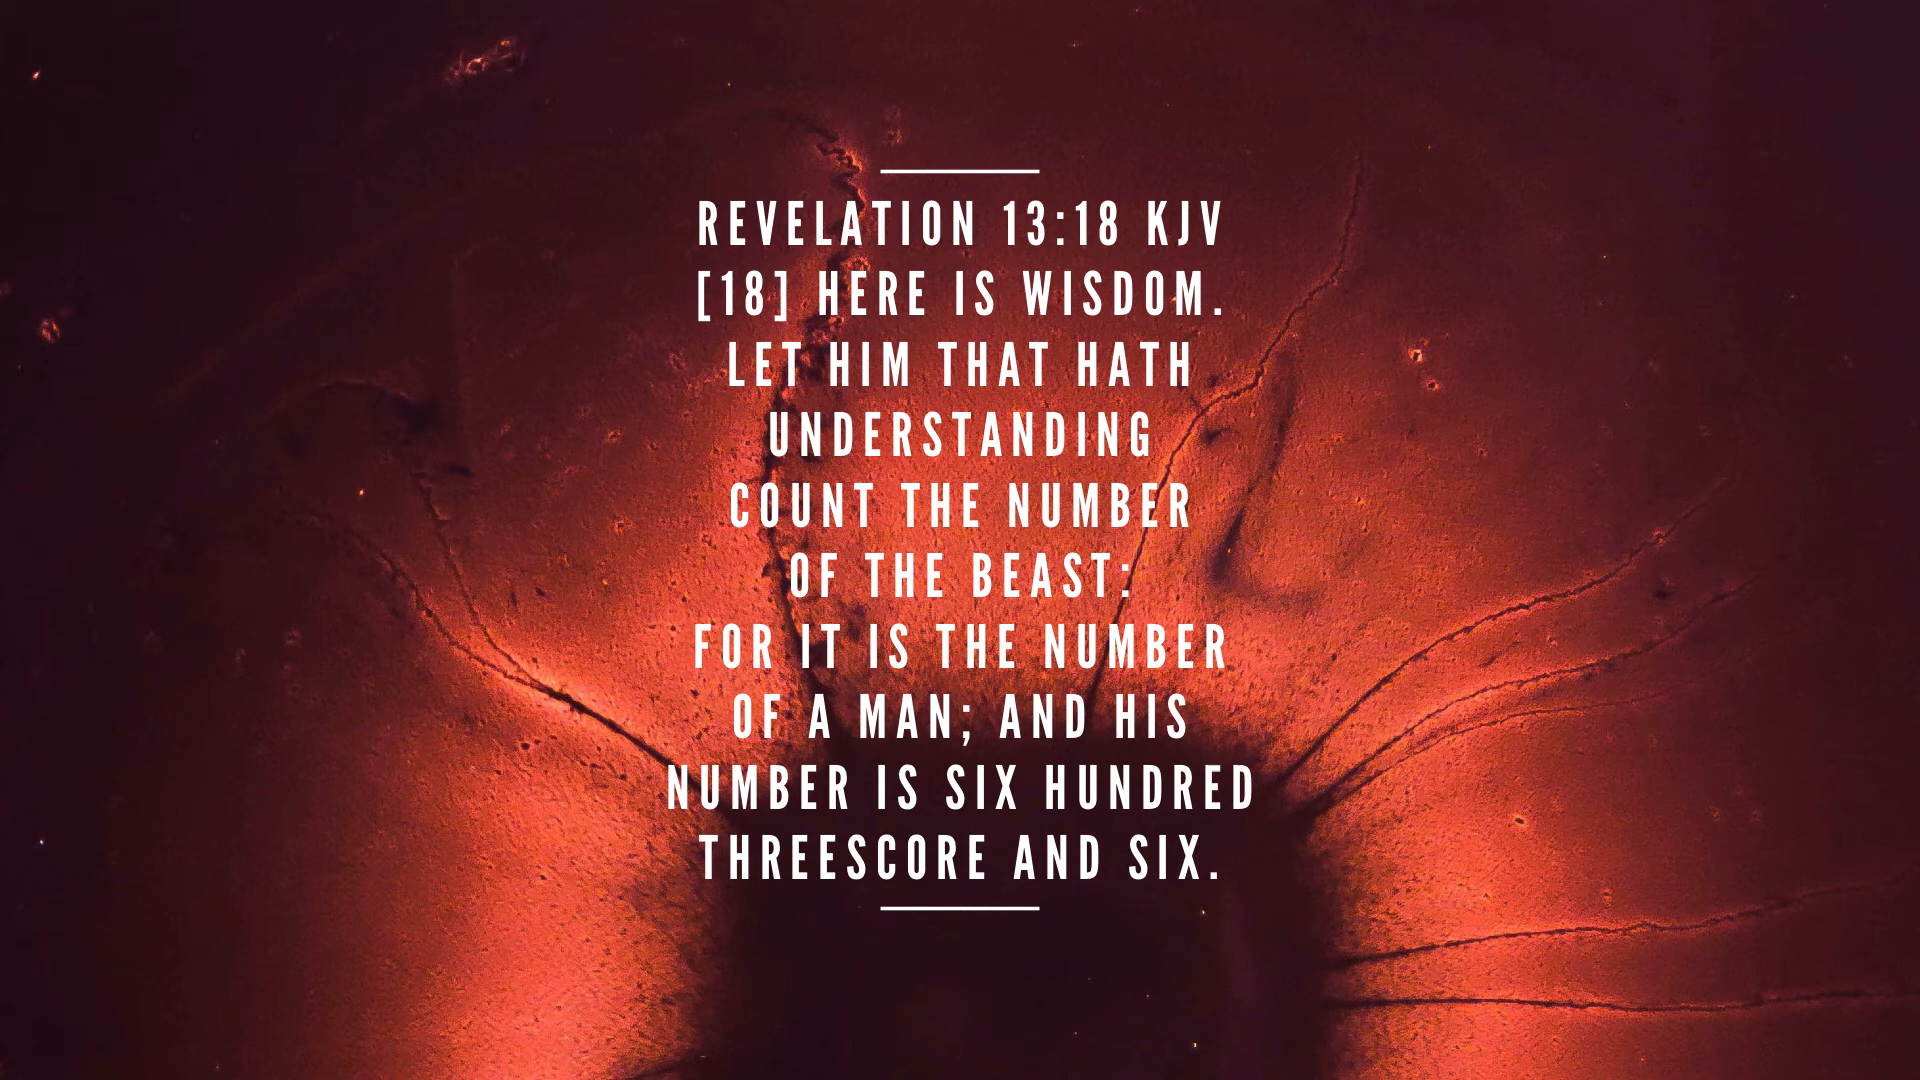 REVELATION 13:18 KJV
[18] HERE IS WISDOM.
LET HIM THAT HATH
UNDERSTANDING
COUNT THE NUMBER
OF THE BEAST:
FOR IT IS THE NUMBER
OF A MAN; AND HIS
NUMBER IS SIX HUNDRED
THREESCORE AND SIX.